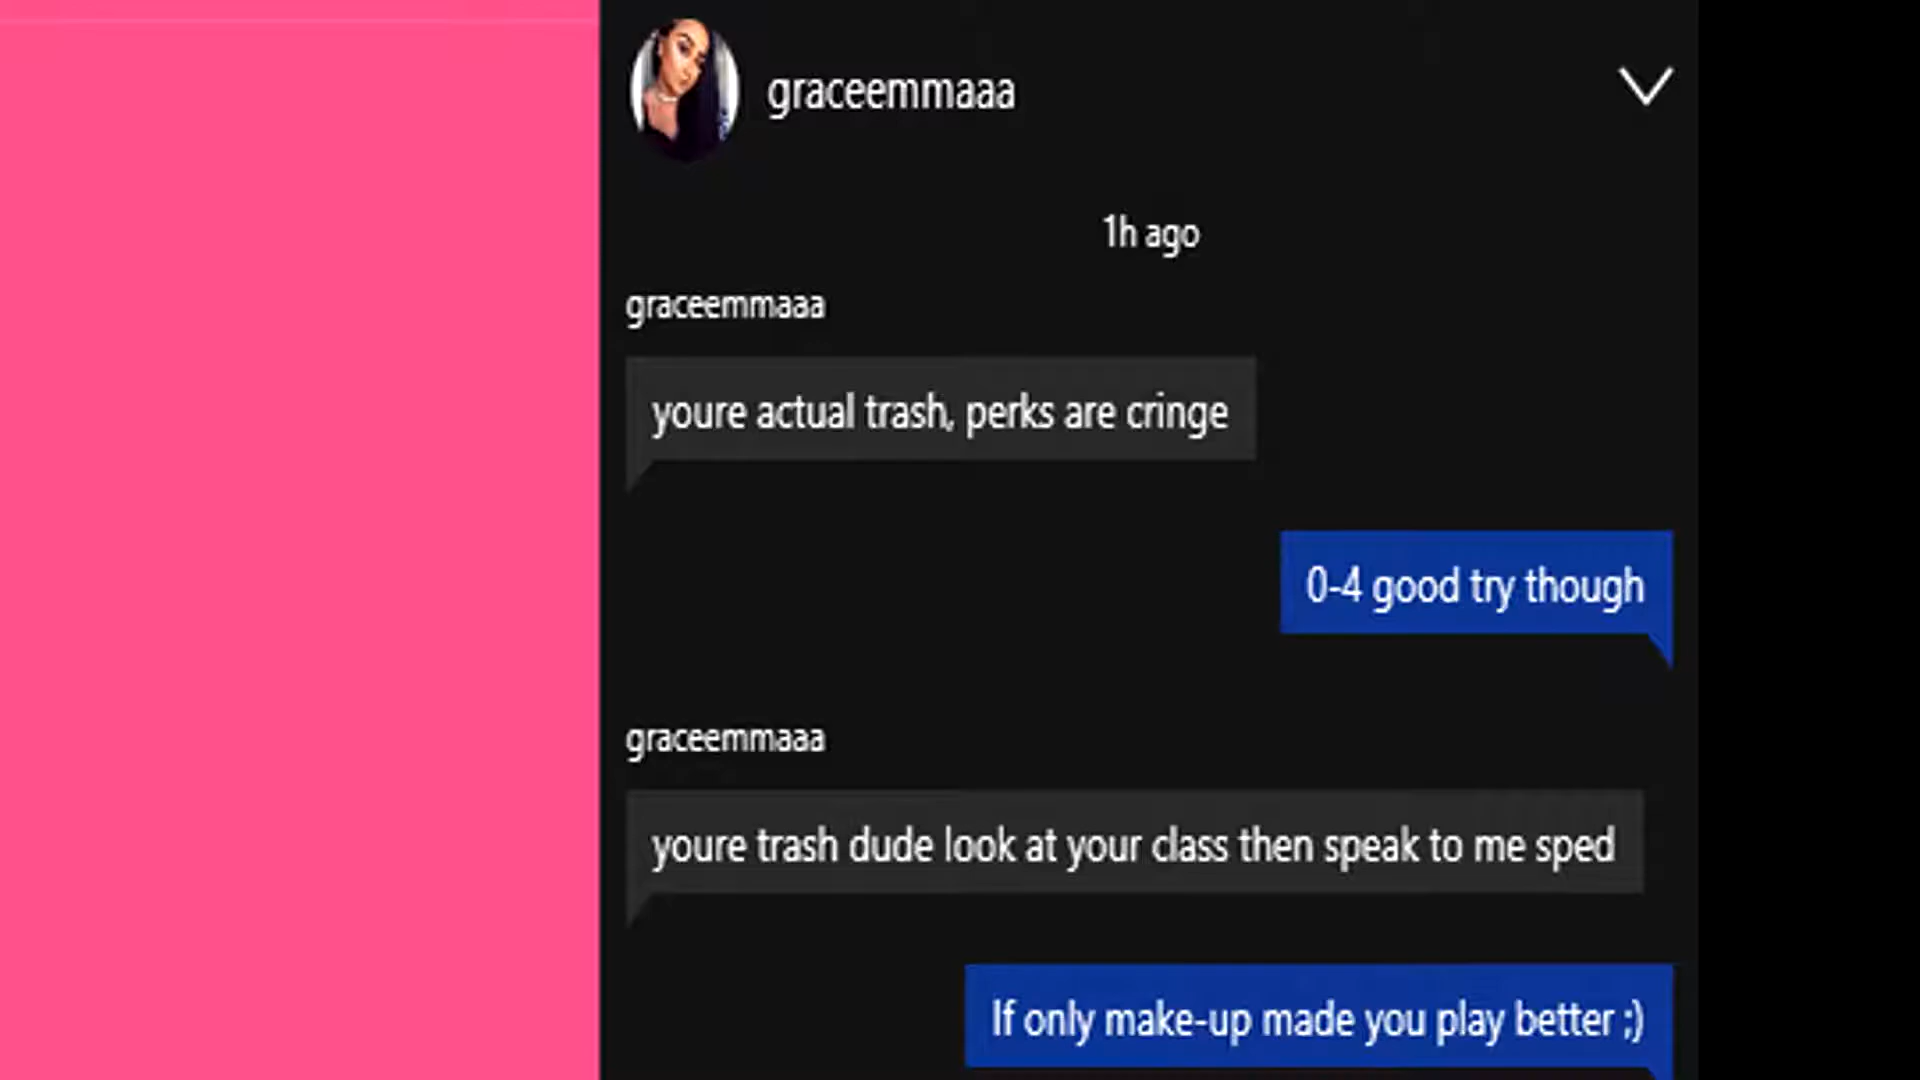 graceemmaaa
1h ago
graceemmaaa
youre actual trash, perks are cringe
0-4 good try though
graceemmaaa
youre trash dude look at your class then speak to me sped
If only make-up made you play better ;)